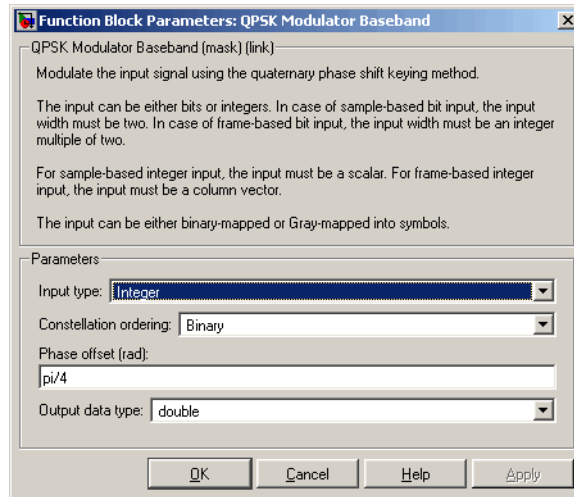 Function Block Parameters: QPSK Modulator Baseband
QPSK Modulator Baseband (mask) (link)
Modulate the input signal using the quaternary phase shift keying method.
The input can be either bits or integers. In case of sample-based bit input, the input
width must be two. In case of frame-based bit input, the input width must be an integer
multiple of two.
For sample-based integer input, the input must be a scalar. For frame-based integer
input, the input must be a column vector.
The input can be either binary-mapped or Gray-mapped into symbols.
Parameters
Input type: Integer
Constellation ordering: Binary
Phase offset (rad):
pi/4
Output data type: double
OK Cancel Help Apply